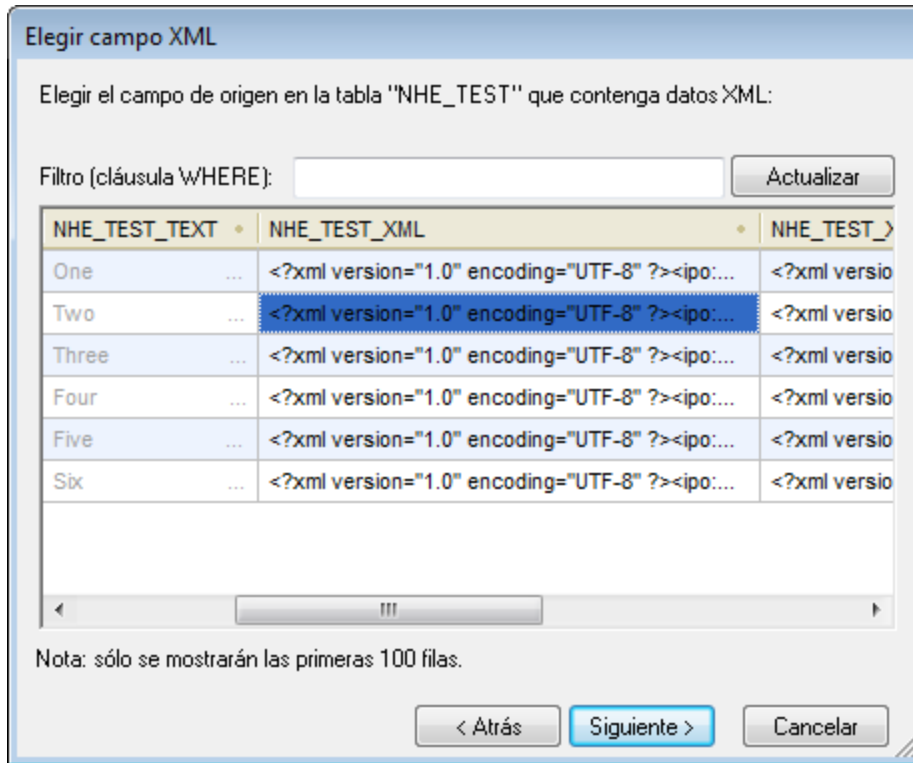 Elegir campo XML
Elegir el campo de origen en la tabla "NHE_TEST" que contenga datos XML:
Filtro (cláusula WHERE): Actualizar
NHE_TEST_TEXT NHE_TEST_XML NHE_TEST_X
One ... <?xml version="1.0" encoding="UTF-8" ?><ipo:... <?xml versio
Two ... <?xml version="1.0" encoding="UTF-8" ?><ipo:... <?xml versio
Three ... <?xml version="1.0" encoding="UTF-8" ?><ipo:... <?xml versio
Four ... <?xml version="1.0" encoding="UTF-8" ?><ipo:... <?xml versio
Five ... <?xml version="1.0" encoding="UTF-8" ?><ipo:... <?xml versio
Six ... <?xml version="1.0" encoding="UTF-8" ?><ipo:... <?xml versio
Nota: sólo se mostrarán las primeras 100 filas.
< Atrás Siguiente > Cancelar